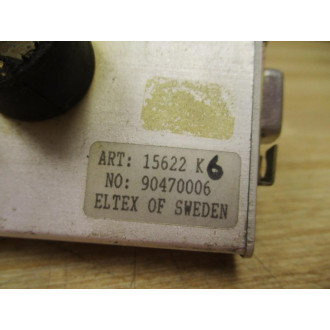 ART: 15622 K6
NO: 90470006
ELTEX OF SWEDEN